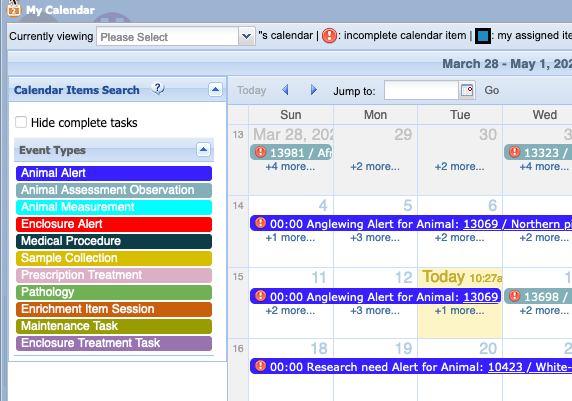 My Calendar
Currently viewing Please Select "s calendar | : incomplete calendar item | : my assigned ite
March 28 - May 1, 202
Calendar Items Search ?
Today Jump to: Go
Hide complete tasks
Event Types
Animal Alert
Animal Assessment Observation
Animal Measurement
Enclosure Alert
Medical Procedure
Sample Collection
Prescription Treatment
Pathology
Enrichment Item Session
Maintenance Task
Enclosure Treatment Task
Sun Mon Tue Wed
13 Mar 28, 202 29 30 3
13981 / Afr 13323 /
+4 more... +2 more... +2 more... +4 more...
14 4 5 6
00:00 Anglewing Alert for Animal: 13069 / Northern pi
+1 more... +3 more... +2 more... +2 more...
15 11 12 Today 10:27a 1
00:00 Anglewing Alert for Animal: 13069 13698 /
+2 more... +3 more... +1 more... +2 more...
16 18 19 20
00:00 Research need Alert for Animal: 10423 / White-